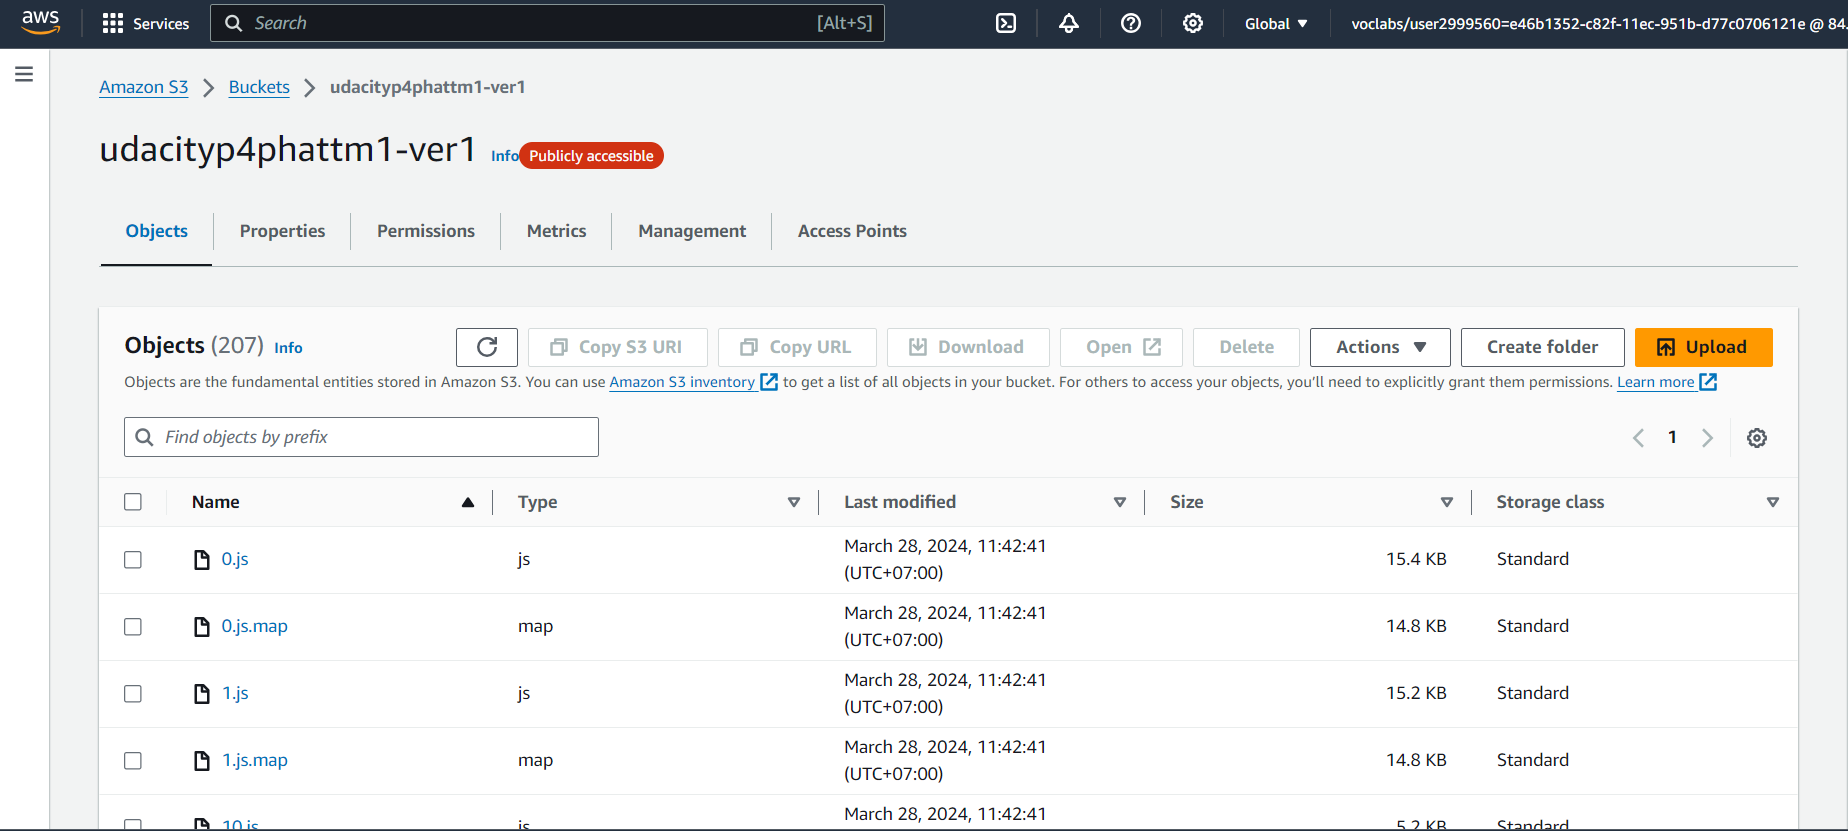 aws Services Search [Alt+S] Global voclabs/user2999560=e46b1352-c82f-11ec-951b-d77c0706121e @ 84.
Amazon S3 Buckets udacityp4phattm1-ver1
udacityp4phattm1-ver1 Info Publicly accessible
Objects Properties Permissions Metrics Management Access Points
Objects (207) Info Copy S3 URI Copy URL Download Open Delete Actions Create folder Upload
Objects are the fundamental entities stored in Amazon S3. You can use Amazon S3 inventory to get a list of all objects in your bucket. For others to access your objects, you'll need to explicitly grant them permissions. Learn more
Find objects by prefix 1
Name Type Last modified Size Storage class
0.js js March 28, 2024, 11:42:41 15.4 KB Standard
(UTC+07:00)
0.js.map map March 28, 2024, 11:42:41 14.8 KB Standard
(UTC+07:00)
1.js js March 28, 2024, 11:42:41 15.2 KB Standard
(UTC+07:00)
1.js.map map March 28, 2024, 11:42:41 14.8 KB Standard
(UTC+07:00)
10.js js March 28, 2024, 11:42:41 5.2 KB Standard